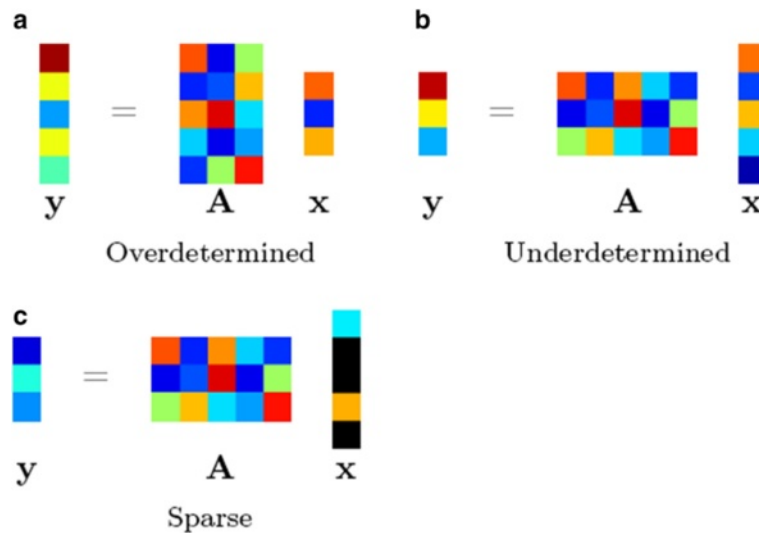 a
=
y A x
Overdetermined
b
=
y A x
Underdetermined
c
=
y A x
Sparse